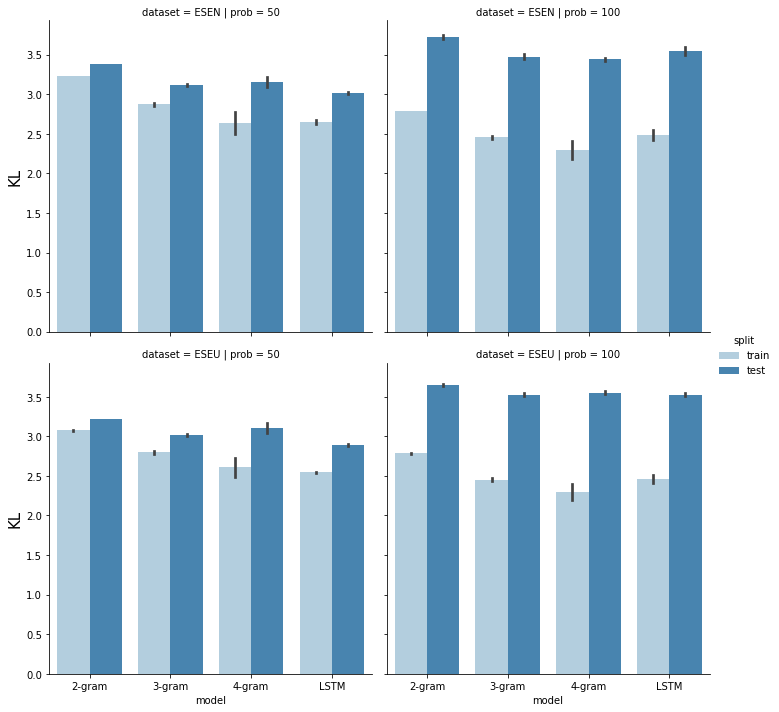 dataset = ESEN | prob = 50
dataset = ESEN | prob = 100
3.5
3.0
2.5
2.0
1.5
1.0
0.5
0.0
KL
split
train
test
dataset = ESEU | prob = 50
dataset = ESEU | prob = 100
3.5
3.0
2.5
2.0
1.5
1.0
0.5
0.0
KL
2-gram 3-gram 4-gram LSTM
model
2-gram 3-gram 4-gram LSTM
model